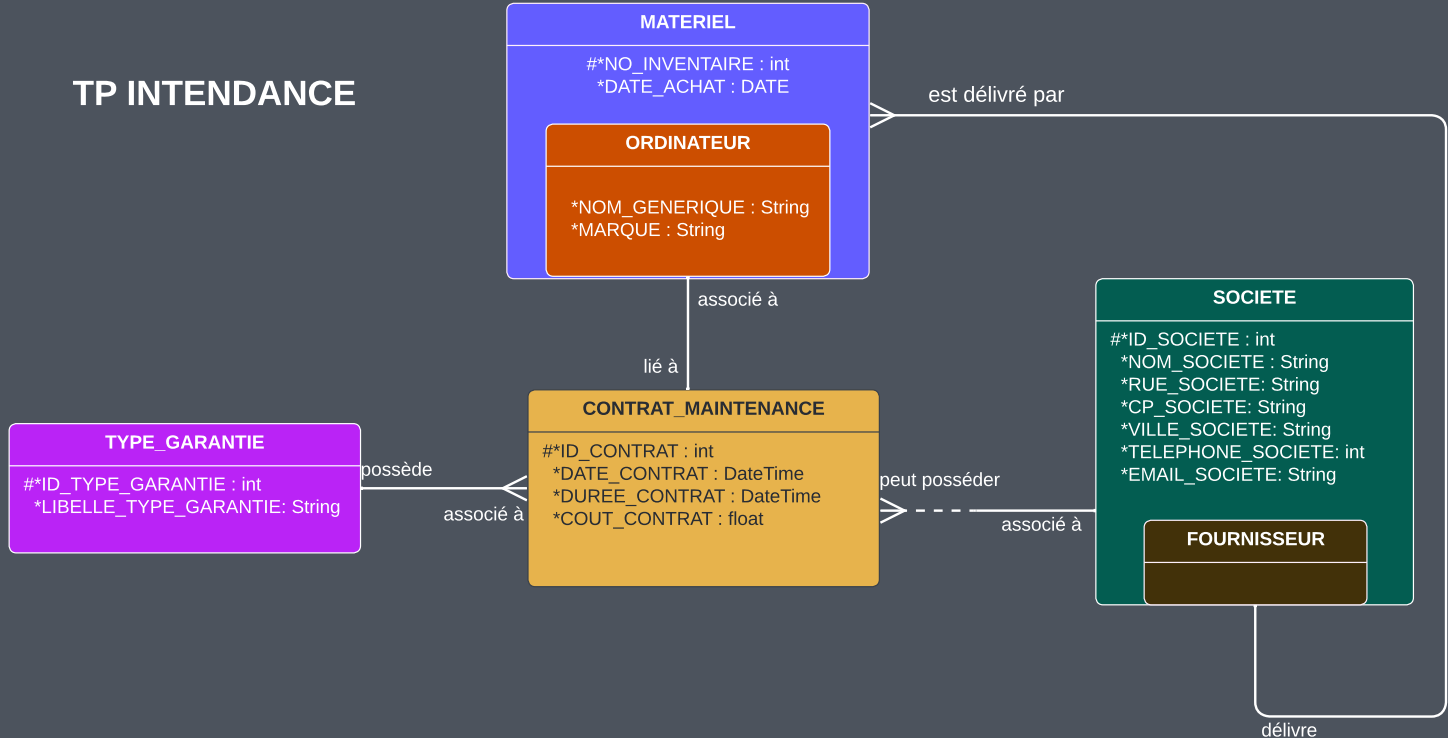 TP INTENDANCE
MATERIEL
#*NO_INVENTAIRE : int
*DATE_ACHAT : DATE
ORDINATEUR
*NOM_GENERIQUE : String
*MARQUE : String
est délivré par
associé à
lié à
SOCIETE
#*ID_SOCIETE : int
*NOM_SOCIETE : String
*RUE_SOCIETE: String
*CP_SOCIETE: String
*VILLE_SOCIETE: String
*TELEPHONE_SOCIETE: int
*EMAIL_SOCIETE: String
FOURNISSEUR
CONTRAT_MAINTENANCE
#*ID_CONTRAT : int
*DATE_CONTRAT : DateTime
*DUREE_CONTRAT : DateTime
*COUT_CONTRAT : float
TYPE_GARANTIE
#*ID_TYPE_GARANTIE : int
*LIBELLE_TYPE_GARANTIE: String
possède
associé à
peut posséder
associé à
délivre